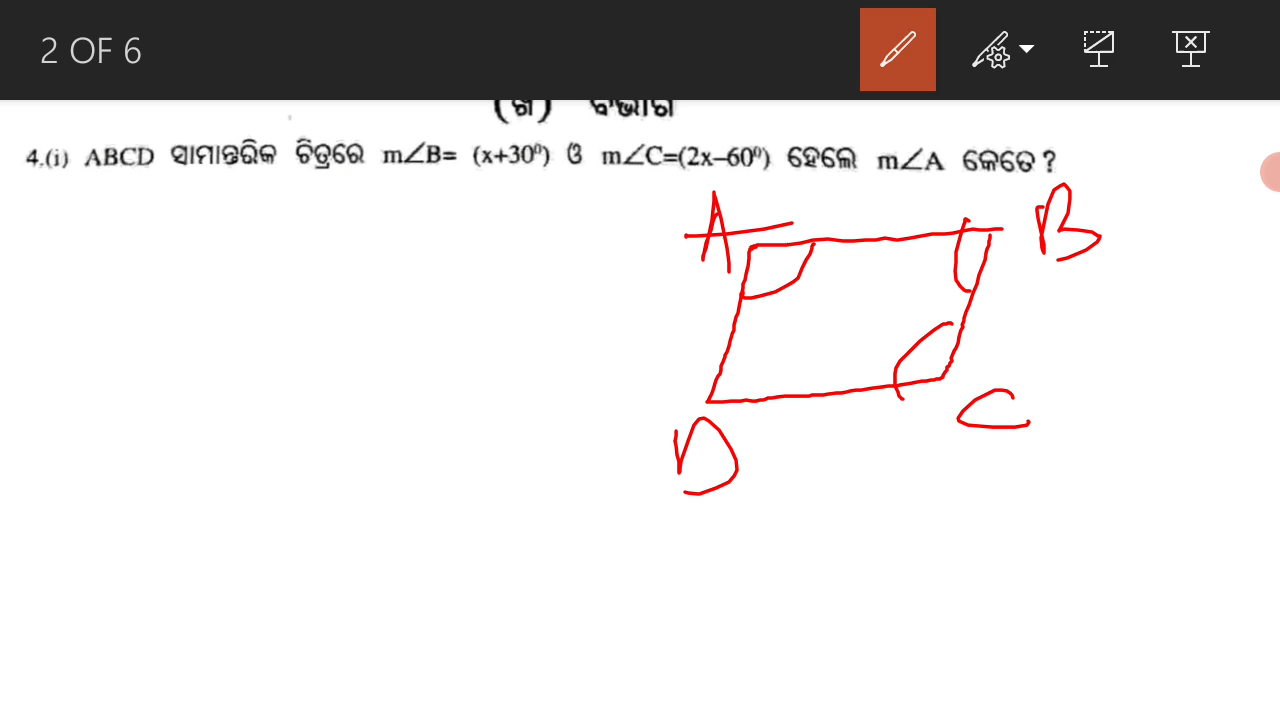 2 OF 6
(ଖ) ବିଭାଗ
4.(i) ABCD ସାମାନ୍ତରିକ ଚିତ୍ରରେ m∠B= (x+30⁰) ଓ m∠C=(2x–60⁰) ହେଲେ m∠A କେତେ ?
A B
D C